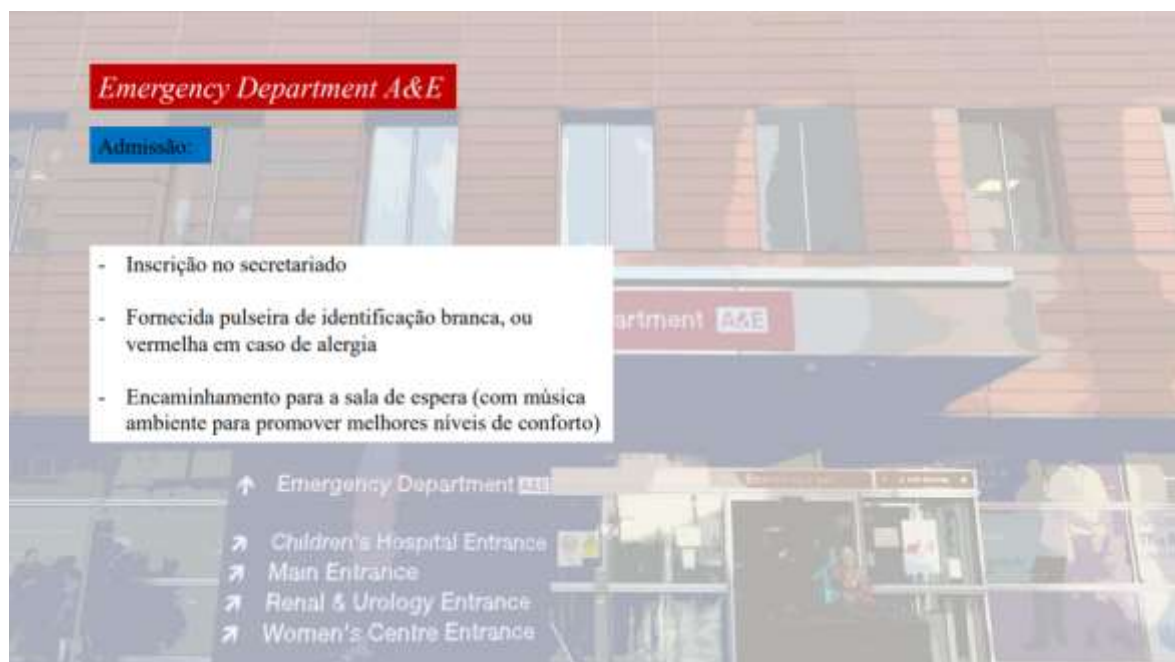 Emergency Department A&E
Admissão:
- Inscrição no secretariado
- Fornecida pulseira de identificação branca, ou
vermelha em caso de alergia
- Encaminhamento para a sala de espera (com música
ambiente para promover melhores níveis de conforto)
artment A&E
Emergency Department A&E
Children's Hospital Entrance
Main Entrance
Renal & Urology Entrance
Women's Centre Entrance